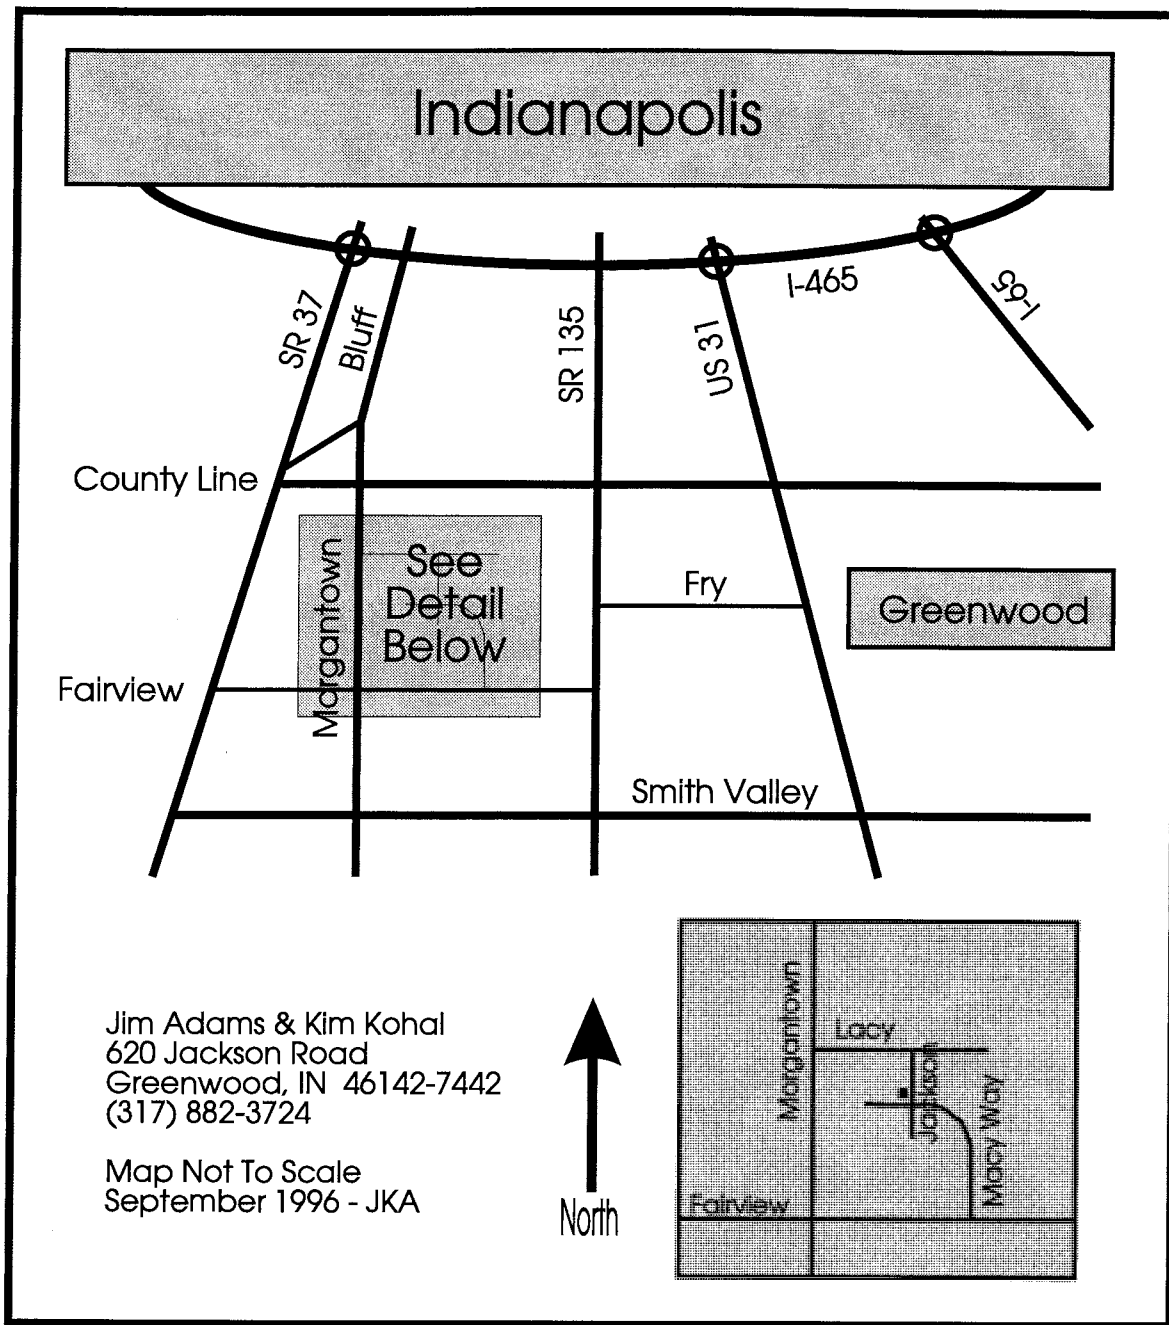 Indianapolis
SR 37
Bluff
SR 135
US 31
I-465
I-65
County Line
Morgantown
See
Detail
Below
Fry
Greenwood
Fairview
Smith Valley
Jim Adams & Kim Kohal
620 Jackson Road
Greenwood, IN 46142-7442
(317) 882-3724
Map Not To Scale
September 1996 - JKA
North
Morgantown
Lacy
Jackson
Macy Way
Fairview